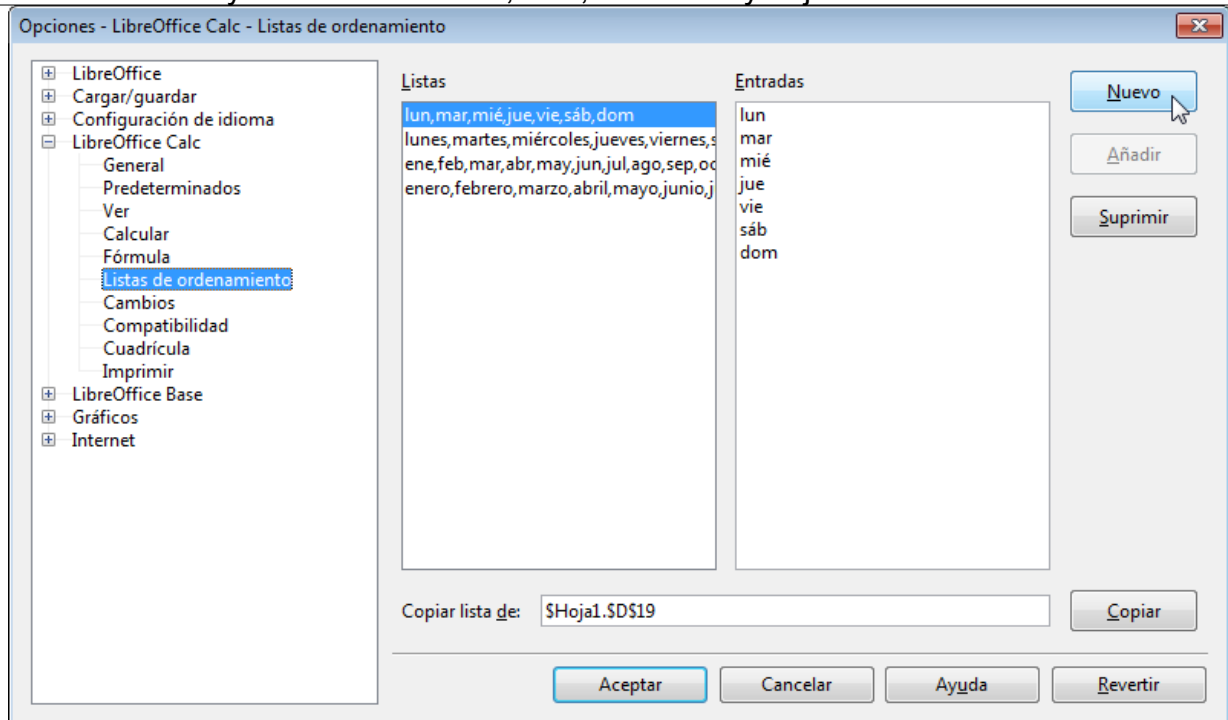 Opciones - LibreOffice Calc - Listas de ordenamiento
LibreOffice
Cargar/guardar
Configuración de idioma
LibreOffice Calc
General
Predeterminados
Ver
Calcular
Fórmula
Listas de ordenamiento
Cambios
Compatibilidad
Cuadrícula
Imprimir
LibreOffice Base
Gráficos
Internet
Listas
lun,mar,mié,jue,vie,sáb,dom
lunes,martes,miércoles,jueves,viernes,s
ene,feb,mar,abr,may,jun,jul,ago,sep,oc
enero,febrero,marzo,abril,mayo,junio,j
Entradas
lun
mar
mié
jue
vie
sáb
dom
Nuevo
Añadir
Suprimir
Copiar lista de: $Hoja1.$D$19
Copiar
Aceptar Cancelar Ayuda Revertir